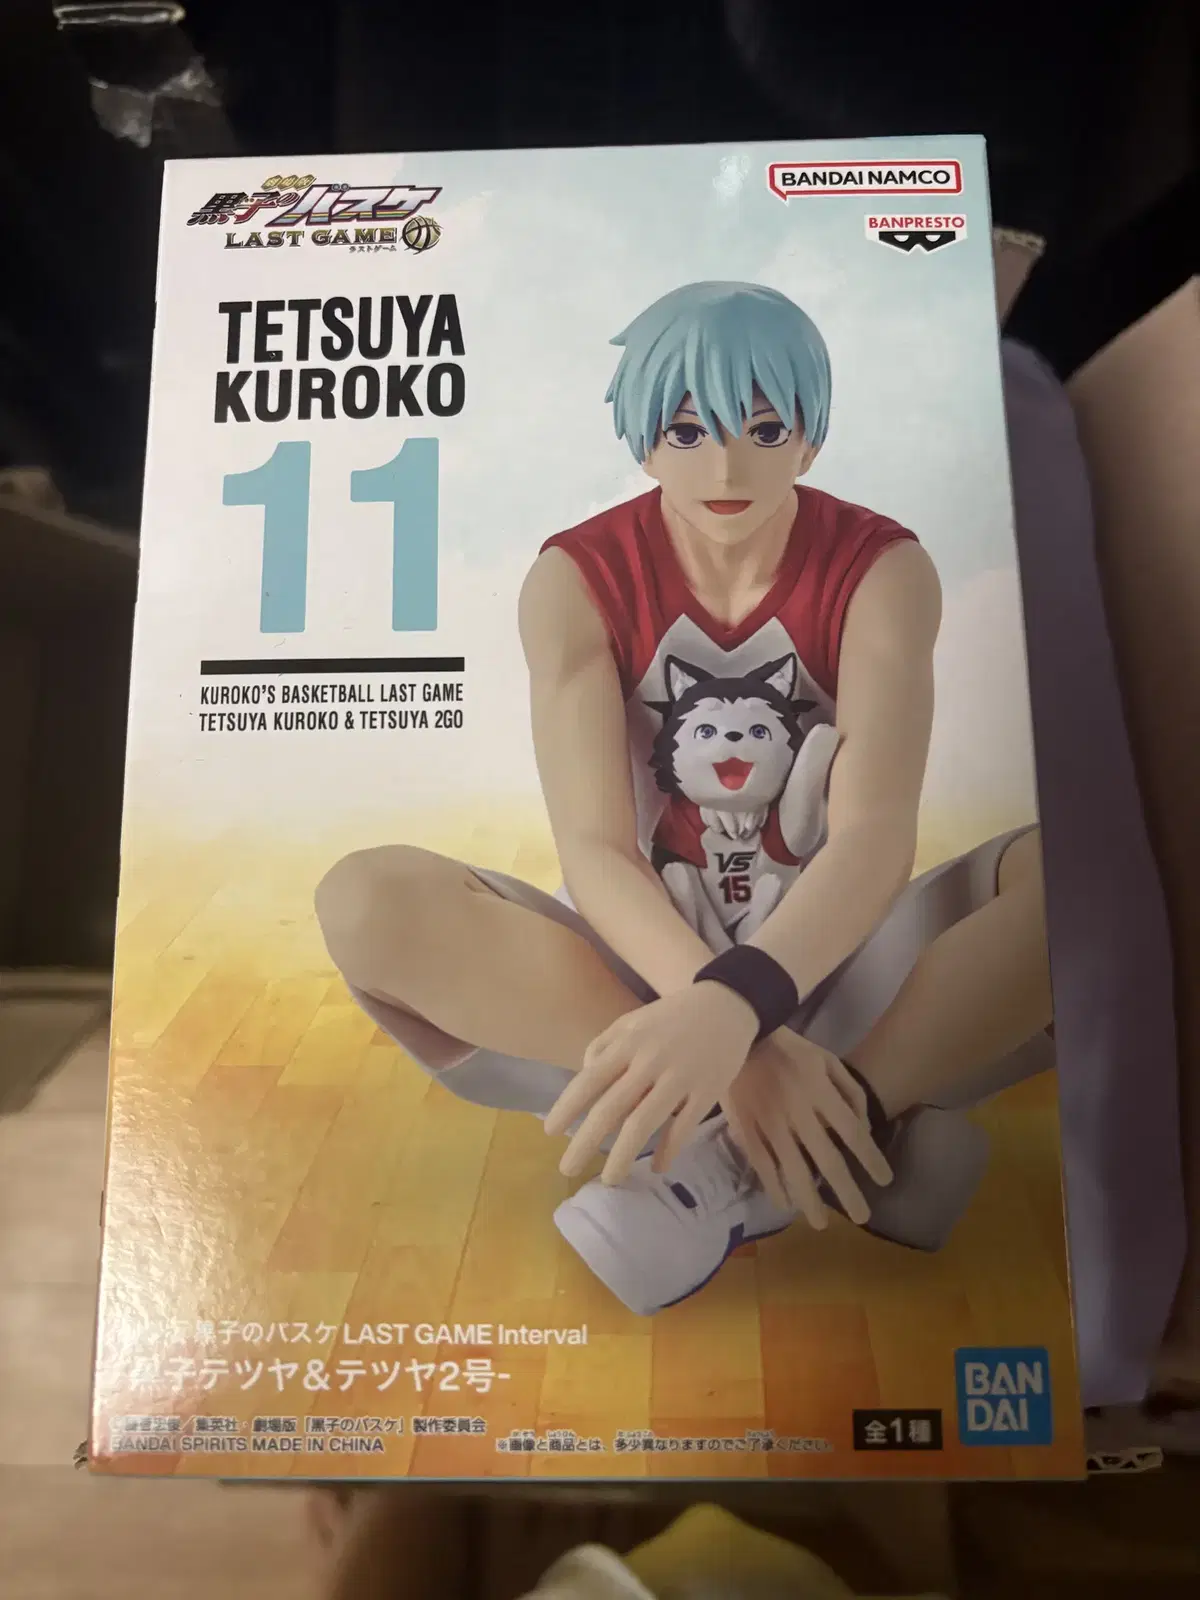 劇場版
黒子のバスケ
LAST GAME
ラストゲーム
BANDAI NAMCO
BANPRESTO
TETSUYA
KUROKO
11
KUROKO'S BASKETBALL LAST GAME
TETSUYA KUROKO & TETSUYA 2GO
VS
15
黒子のバスケ LAST GAME Interval
黒子テツヤ&テツヤ2号-
/集英社・劇場版「黒子のバスケ」製作委員会
BANDAI SPIRITS MADE IN CHINA
※画像と商品とは、多少異なりますのでご了承ください。
全1種
BAN
DAI